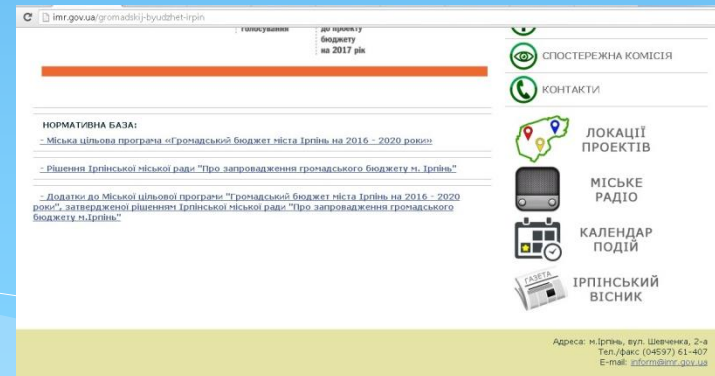 imr.gov.ua/gromadskij-byudzhet-irpin
голосування
до проекту
бюджету
на 2017 рік
НОРМАТИВНА БАЗА:
- Міська цільова програма «Громадський бюджет міста Ірпінь на 2016 - 2020 роки»
- Рішення Ірпінської міської ради "Про запровадження громадського бюджету м. Ірпінь"
- Додатки до Міської цільової програми "Громадський бюджет міста Ірпінь на 2016 - 2020
роки", затвердженої рішенням Ірпінської міської ради "Про запровадження громадського
бюджету м.Ірпінь"
СПОСТЕРЕЖНА КОМІСІЯ
КОНТАКТИ
ЛОКАЦІЇ
ПРОЕКТІВ
МІСЬКЕ
РАДІО
КАЛЕНДАР
ПОДІЙ
ГАЗЕТА
ІРПІНСЬКИЙ
ВІСНИК
Адреса: м.Ірпінь, вул. Шевченка, 2-а
Тел./факс (04597) 61-407
E-mail: inform@imr.gov.ua